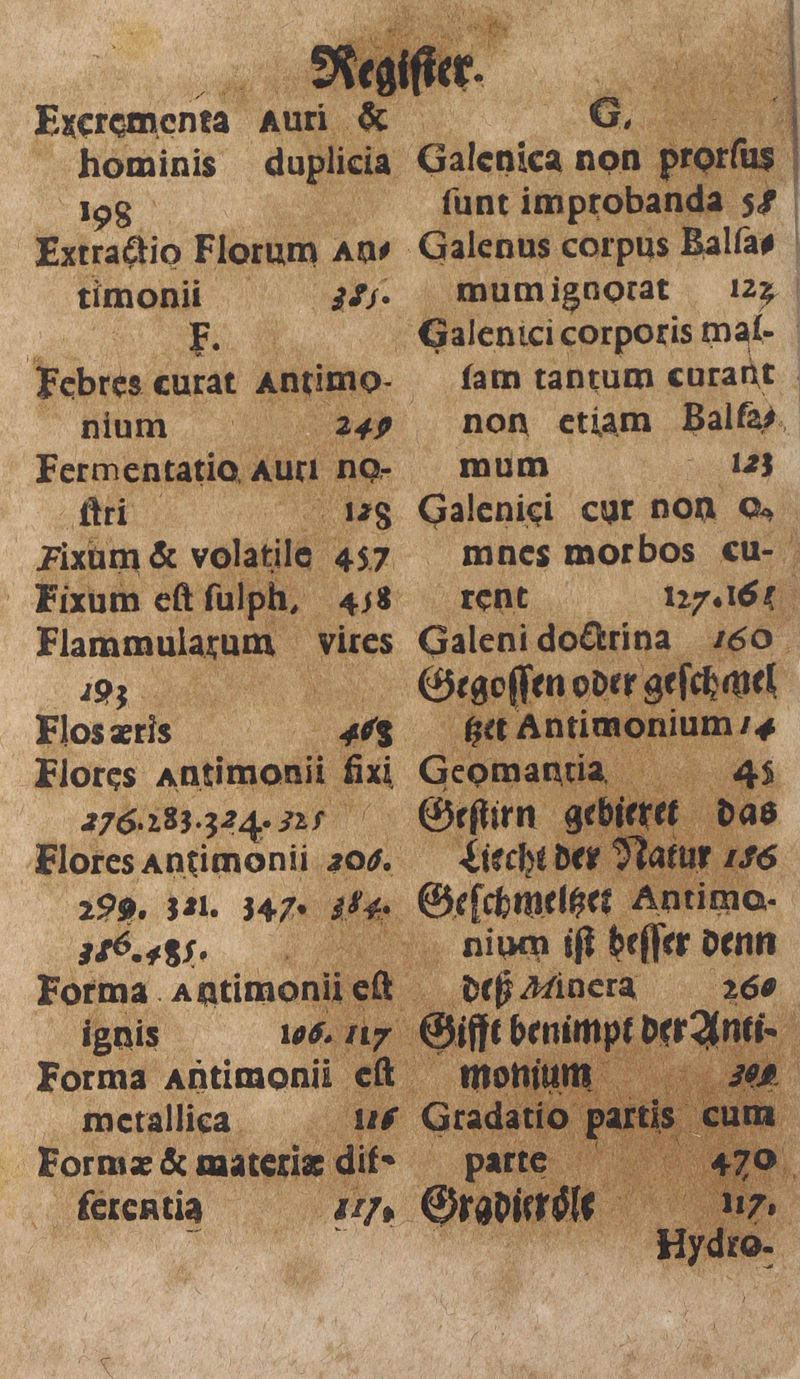 Regiſter.
Excrementa Auri &
hominis duplicia
198
Extractio Florum An⸗
timonii 385.
F.
Febres curat Antimo-
nium 249
Fermentatio Auri no-
ſtri 128
Fixum & volatile 457
Fixum eſt ſulph, 458
Flammularum vires
193
Flos æris 468
Flores Antimonii fixi
276.283.324. 325
Flores Antimonii 206.
299. 321. 347. 384.
386.485.
Forma Antimonii eſt
ignis 106. 117
Forma Antimonii eſt
metallica 116
Formæ & materiæ dif⸗
ferentia 117.
G.
Galenica non prorſus
ſunt improbanda 58
Galenus corpus Balſa⸗
mum ignorat 122
Galenici corporis maſ-
ſam tantum curant
non etiam Balſa⸗
mum 123
Galenici cur non o,
mnes morbos cu-
rent 127.161
Galeni doctrina 160
Gegoſſen oder geſchmel
tzet Antimonium 14
Geomantia 45
Geſtirn gebieret das
Liecht der Natur 156
Geſchmeltzet Antimo-
nium iſt beſſer denn
deß Minera 260
Gifft benimpt der Anti-
monium
Gradatio partis cum
parte 470
Gradieröle 117,
Hydro-